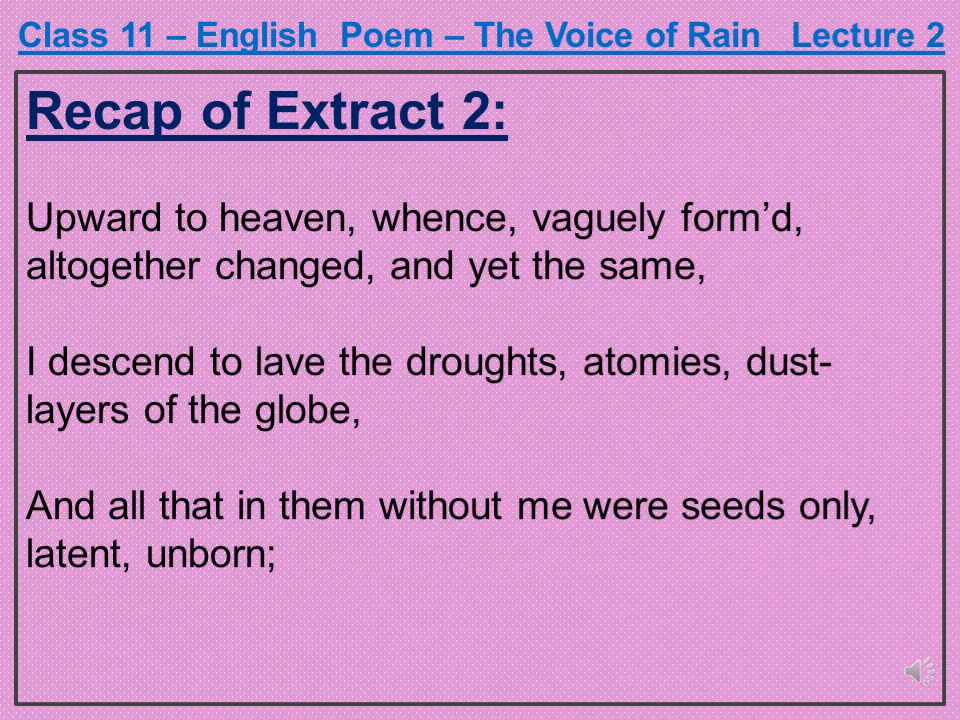 Class 11 – English  Poem – The Voice of Rain   Lecture 2
Recap of Extract 2:
Upward to heaven, whence, vaguely form’d,
altogether changed, and yet the same,
I descend to lave the droughts, atomies, dust-
layers of the globe,
And all that in them without me were seeds only,
latent, unborn;